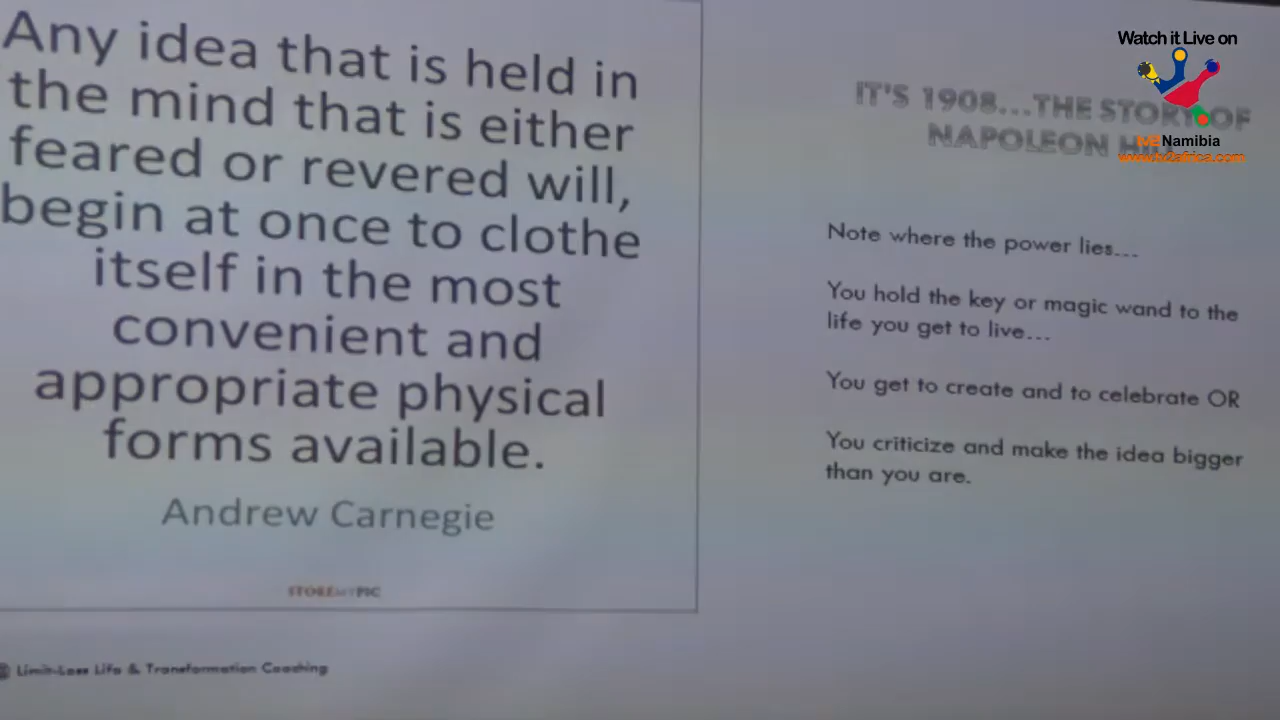 Any idea that is held in
the mind that is either
feared or revered will,
begin at once to clothe
itself in the most
convenient and
appropriate physical
forms available.
Andrew Carnegie
STOREMYPIC
Limit-Less Life & Transformation Coaching
Watch it Live on
Namibia
www.tv2africa.com
IT'S 1908...THE STORY OF
NAPOLEON
Note where the power lies...
You hold the key or magic wand to the
life you get to live...
You get to create and to celebrate OR
You criticize and make the idea bigger
than you are.